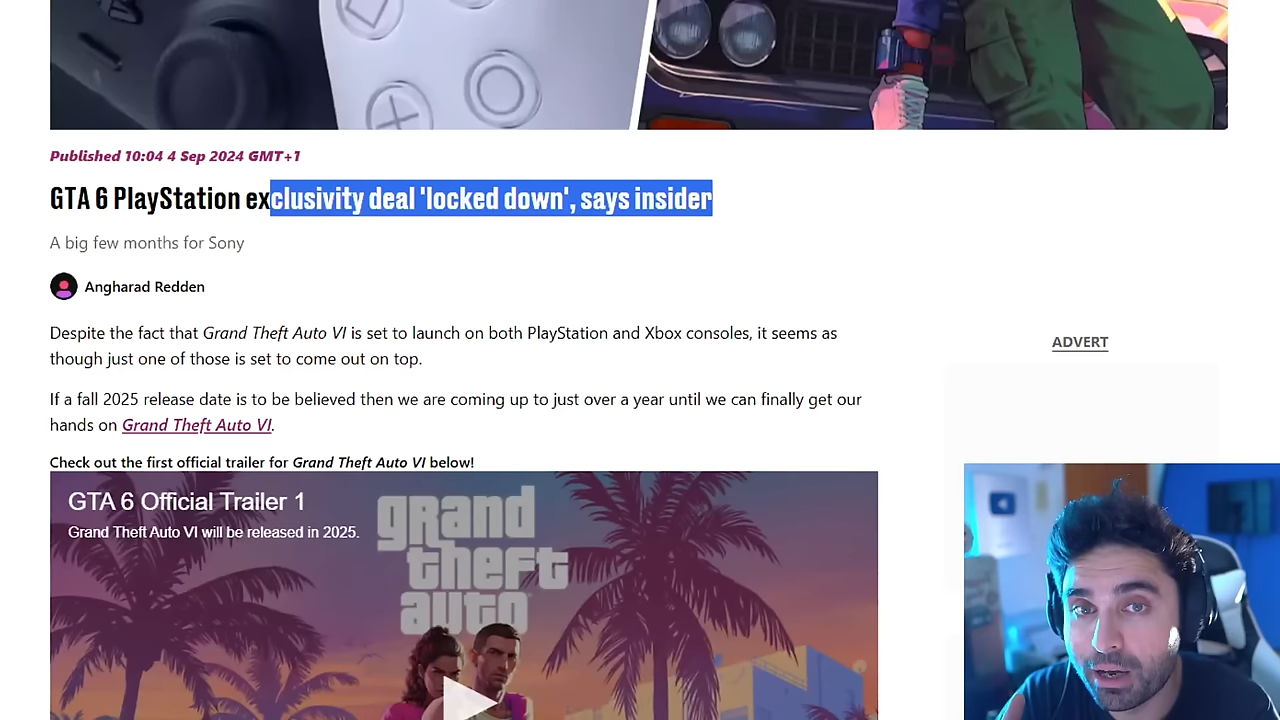 Published 10:04 4 Sep 2024 GMT+1
GTA 6 PlayStation exclusivity deal 'locked down', says insider
A big few months for Sony
Angharad Redden
Despite the fact that Grand Theft Auto VI is set to launch on both PlayStation and Xbox consoles, it seems as
though just one of those is set to come out on top.
ADVERT
If a fall 2025 release date is to be believed then we are coming up to just over a year until we can finally get our
hands on Grand Theft Auto VI.
Check out the first official trailer for Grand Theft Auto VI below!
GTA 6 Official Trailer 1
Grand Theft Auto VI will be released in 2025.
grand
theft
auto